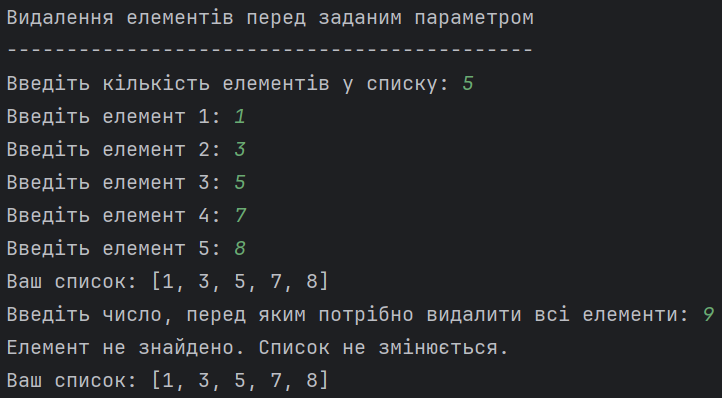 Видалення елементів перед заданим параметром
--------------------------------------------
Введіть кількість елементів у списку: 5
Введіть елемент 1: 1
Введіть елемент 2: 3
Введіть елемент 3: 5
Введіть елемент 4: 7
Введіть елемент 5: 8
Ваш список: [1, 3, 5, 7, 8]
Введіть число, перед яким потрібно видалити всі елементи: 9
Елемент не знайдено. Список не змінюється.
Ваш список: [1, 3, 5, 7, 8]